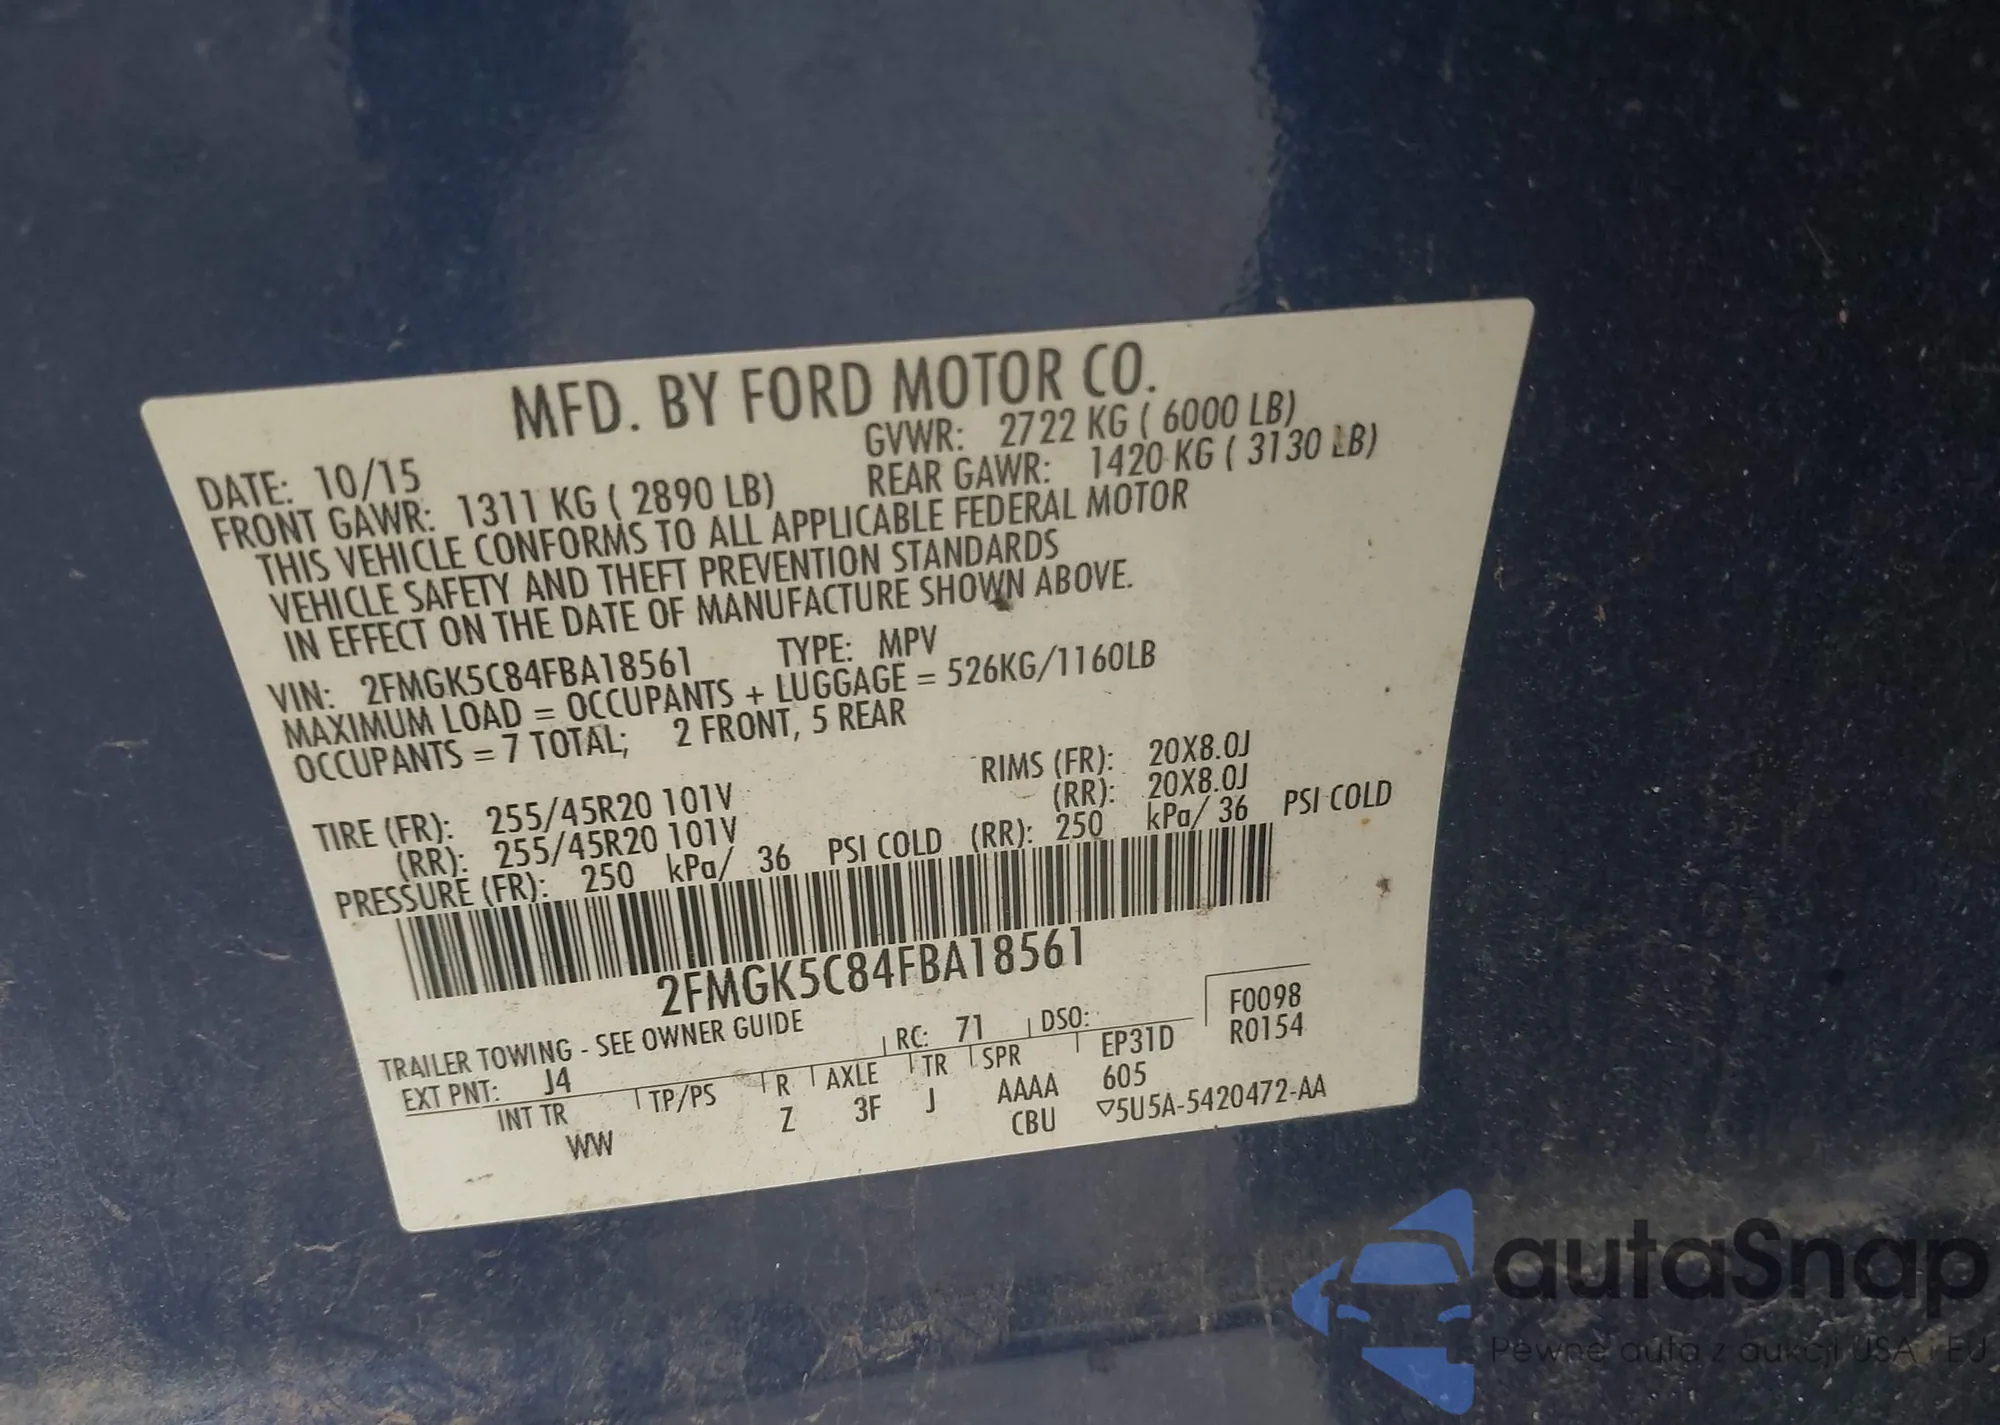 MFD. BY FORD MOTOR CO.
DATE: 10/15 GVWR: 2722 KG ( 6000 LB)
FRONT GAWR: 1311 KG ( 2890 LB) REAR GAWR: 1420 KG ( 3130 LB)
THIS VEHICLE CONFORMS TO ALL APPLICABLE FEDERAL MOTOR
VEHICLE SAFETY AND THEFT PREVENTION STANDARDS
IN EFFECT ON THE DATE OF MANUFACTURE SHOWN ABOVE.
VIN: 2FMGK5C84FBA18561 TYPE: MPV
MAXIMUM LOAD = OCCUPANTS + LUGGAGE = 526KG/1160LB
OCCUPANTS = 7 TOTAL; 2 FRONT, 5 REAR
TIRE (FR): 255/45R20 101V RIMS (FR): 20X8.0J
(RR): 255/45R20 101V (RR): 20X8.0J
PRESSURE (FR): 250 kPa/ 36 PSI COLD (RR): 250 kPa/ 36 PSI COLD
2FMGK5C84FBA18561
TRAILER TOWING - SEE OWNER GUIDE
F0098
EXT PNT: J4 RC: 71 DSO: R0154
INT TR TP/PS R AXLE TR SPR EP31D
WW Z 3F J AAAA 605
CBU ▽5U5A-5420472-AA
autaSnap
Pewne auta z aukcji USA i EU